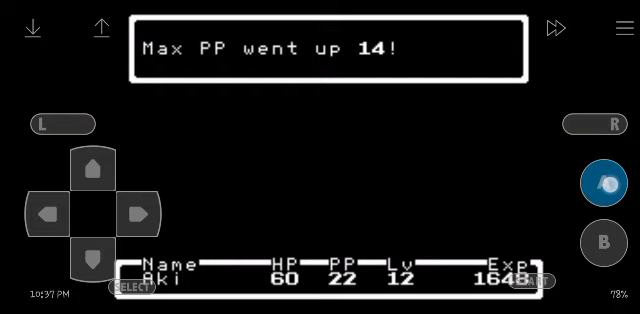 Max PP went up 14!
L
R
B
Name HP PP Lv Exp
Aki 60 22 12 1648
SELECT
10:37 PM
78%